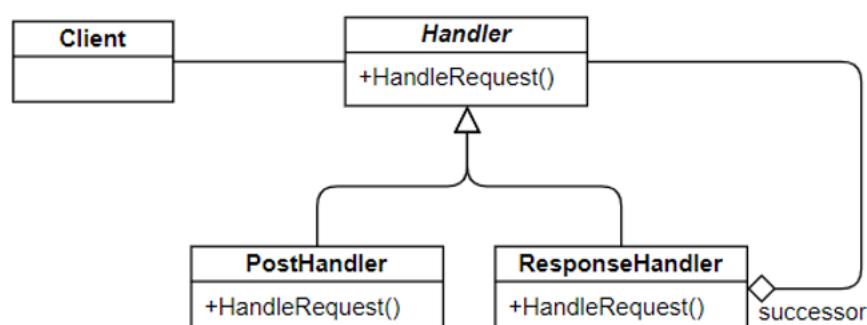 Client
Handler
+HandleRequest()
PostHandler
ResponseHandler
+HandleRequest()
+HandleRequest()
successor